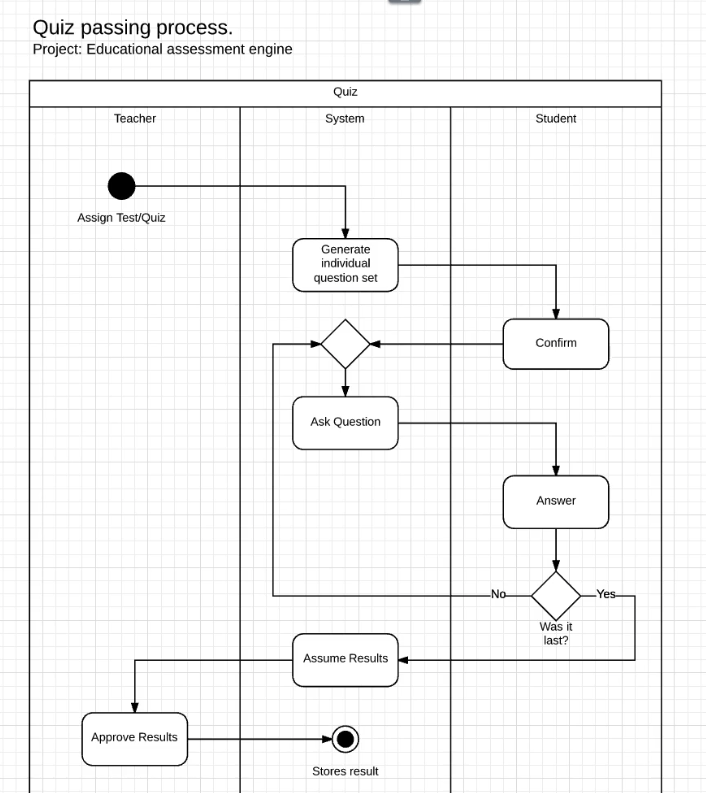 Quiz passing process.
Project: Educational assessment engine
Quiz
Teacher
System
Student
Assign Test/Quiz
Generate
individual
question set
Confirm
Ask Question
Answer
No
Yes
Was it
last?
Assume Results
Approve Results
Stores result